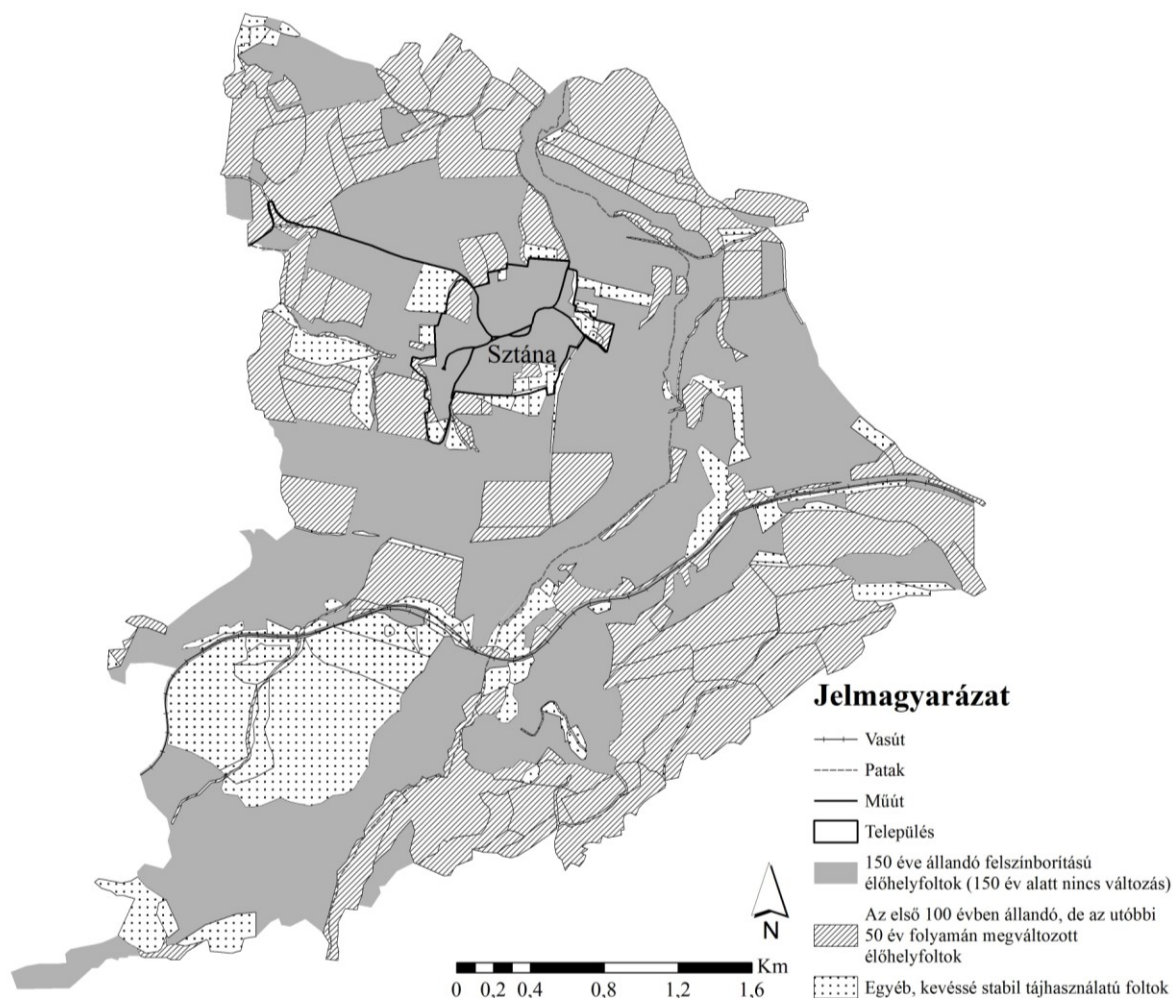 Sztána
Jelmagyarázat
Vasút
Patak
Műút
Település
150 éve állandó felszínborítású
élőhelyfoltok (150 év alatt nincs változás)
Az első 100 évben állandó, de az utóbbi
50 év folyamán megváltozott
élőhelyfoltok
Egyéb, kevéssé stabil tájhasználatú foltok
N
Km
0 0,2 0,4 0,8 1,2 1,6